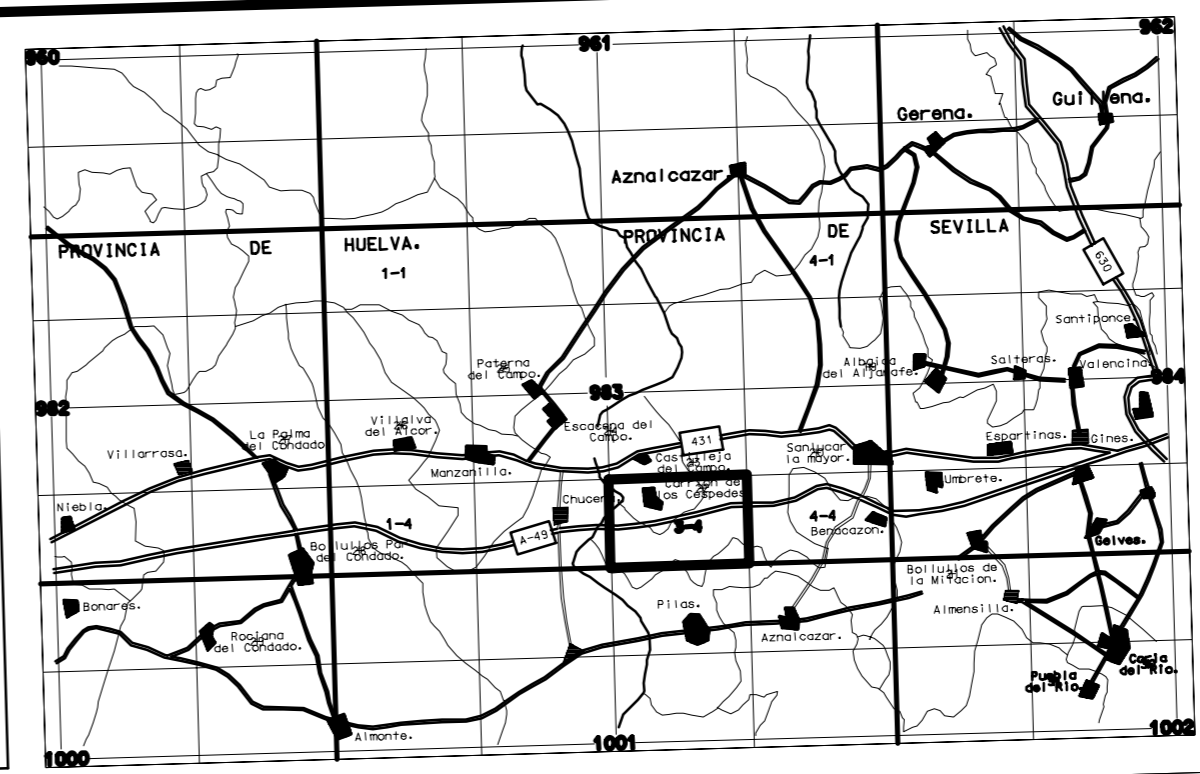 960
961
962
Guillena.
Gerena.
Aznalcazar
PROVINCIA DE HUELVA.
PROVINCIA DE SEVILLA
1-1
4-1
630
Santiponce.
Paterna
del Campo.
Albaida
del Aljarafe.
Salteras.
Valencina.
984
982
983
Villalva
del Alcor.
Escacena del
Campo.
La Palma
del Condado.
431
Espartinas.
Gines.
Villarrasa.
Manzanilla.
Castilleja
del Campo.
Sanlucar
la mayor.
Carrion de
los Cespedes
Umbrete.
Niebla.
Chucena.
1-4
3-4
4-4
Benacazon.
A-49
Gelves.
Bollullos Par
del Condado.
Bollullos de
la Mitacion.
Bonares.
Pilas.
Almensilla.
Rociana
del Condado.
Aznalcazar.
Coria
del Rio.
Puebla
del Rio.
Almonte.
1000
1001
1002